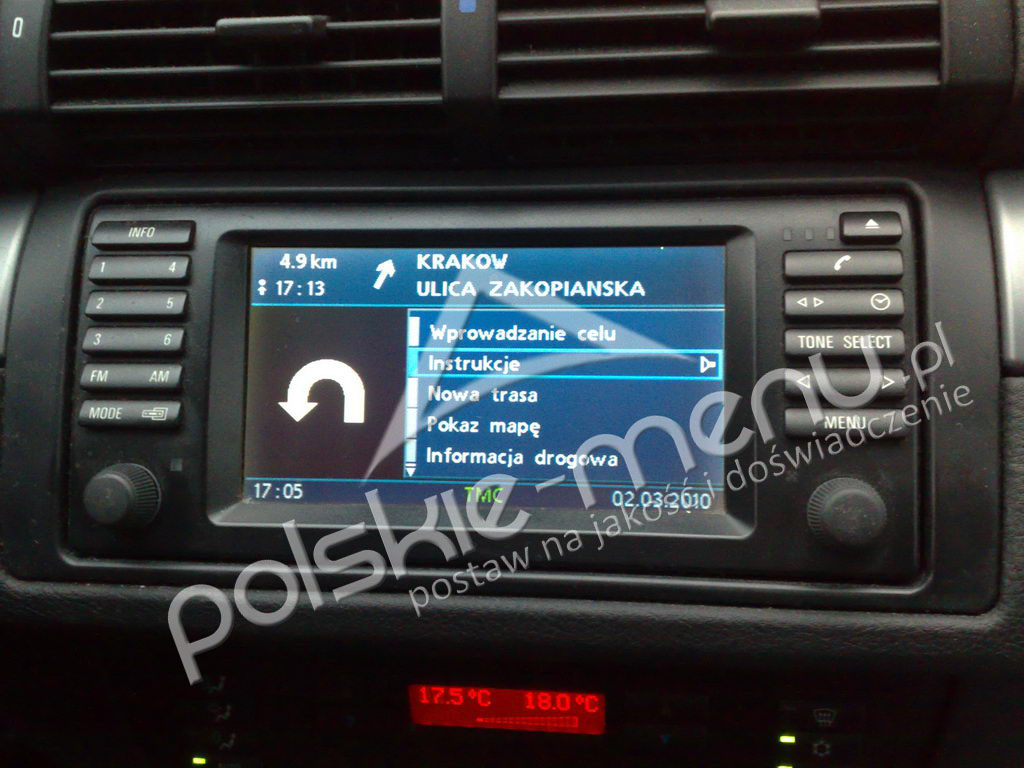 0
INFO
1 4
2 5
3 6
FM AM
MODE
4.9 km
17:13
KRAKOW
ULICA ZAKOPIANSKA
Wprowadzanie celu
Instrukcje
Nowa trasa
Pokaz mapę
Informacja drogowa
17:05
TMC
02.03.2010
TONE SELECT
MENU
polskie-menu.pl
postaw na jakość i doświadczenie
17.5°C 18.0°C